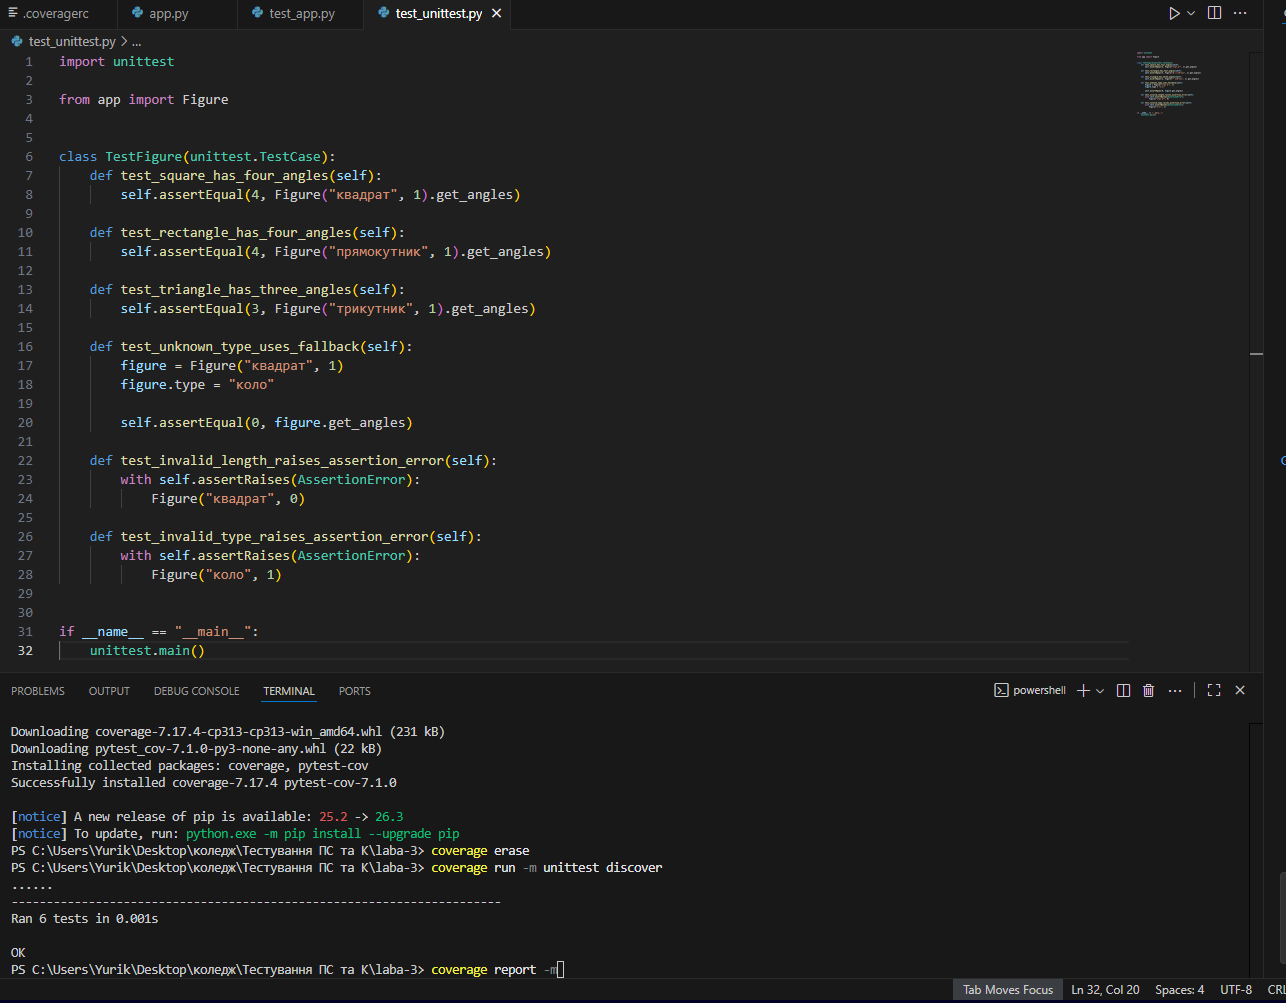 .coveragerc
app.py
test_app.py
test_unittest.py
test_unittest.py > ...
1 import unittest
2
3 from app import Figure
4
5
6 class TestFigure(unittest.TestCase):
7 def test_square_has_four_angles(self):
8 self.assertEqual(4, Figure("квадрат", 1).get_angles)
9
10 def test_rectangle_has_four_angles(self):
11 self.assertEqual(4, Figure("прямокутник", 1).get_angles)
12
13 def test_triangle_has_three_angles(self):
14 self.assertEqual(3, Figure("трикутник", 1).get_angles)
15
16 def test_unknown_type_uses_fallback(self):
17 figure = Figure("квадрат", 1)
18 figure.type = "коло"
19
20 self.assertEqual(0, figure.get_angles)
21
22 def test_invalid_length_raises_assertion_error(self):
23 with self.assertRaises(AssertionError):
24 Figure("квадрат", 0)
25
26 def test_invalid_type_raises_assertion_error(self):
27 with self.assertRaises(AssertionError):
28 Figure("коло", 1)
29
30
31 if __name__ == "__main__":
32 unittest.main()
PROBLEMS OUTPUT DEBUG CONSOLE TERMINAL PORTS powershell
Downloading coverage-7.17.4-cp313-cp313-win_amd64.whl (231 kB)
Downloading pytest_cov-7.1.0-py3-none-any.whl (22 kB)
Installing collected packages: coverage, pytest-cov
Successfully installed coverage-7.17.4 pytest-cov-7.1.0
[notice] A new release of pip is available: 25.2 -> 26.3
[notice] To update, run: python.exe -m pip install --upgrade pip
PS C:\Users\Yurik\Desktop\коледж\Тестування ПС та К\laba-3> coverage erase
PS C:\Users\Yurik\Desktop\коледж\Тестування ПС та К\laba-3> coverage run -m unittest discover
......
----------------------------------------------------------------------
Ran 6 tests in 0.001s
OK
PS C:\Users\Yurik\Desktop\коледж\Тестування ПС та К\laba-3> coverage report -m
Tab Moves Focus Ln 32, Col 20 Spaces: 4 UTF-8